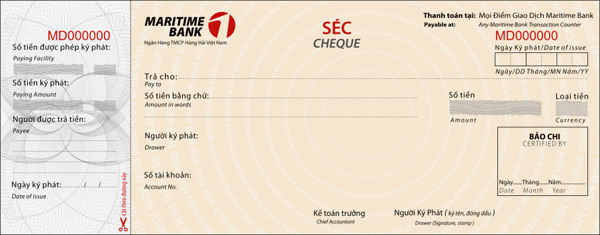 MD000000
Số tiền được phép ký phát:
Paying Facility
Số tiền ký phát:
Paying Amount
Người được trả tiền:
Payee
Ngày ký phát: / /
Date of issue
Cắt theo đường này
MARITIME
BANK
Ngân Hàng TMCP Hàng Hải Việt Nam
SÉC
CHEQUE
Thanh toán tại: Mọi Điểm Giao Dịch Maritime Bank
Payable at: Any Maritime Bank Transaction Counter
MD000000
Ngày Ký phát/Date of issue
Ngày/DD Tháng/MN Năm/YY
Trả cho:
Pay to
Số tiền bằng chữ:
Amount in words
Số tiền
Amount
Loại tiền
Currency
Người ký phát:
Drawer
BẢO CHI
CERTIFIED BY
Ngày.....Tháng.....Năm.....
Date Month Year
Số tài khoản:
Account No.
Kế toán trưởng
Chief Accountant
Người Ký Phát ( ký tên, đóng dấu )
Drawer (Signature, stamp )